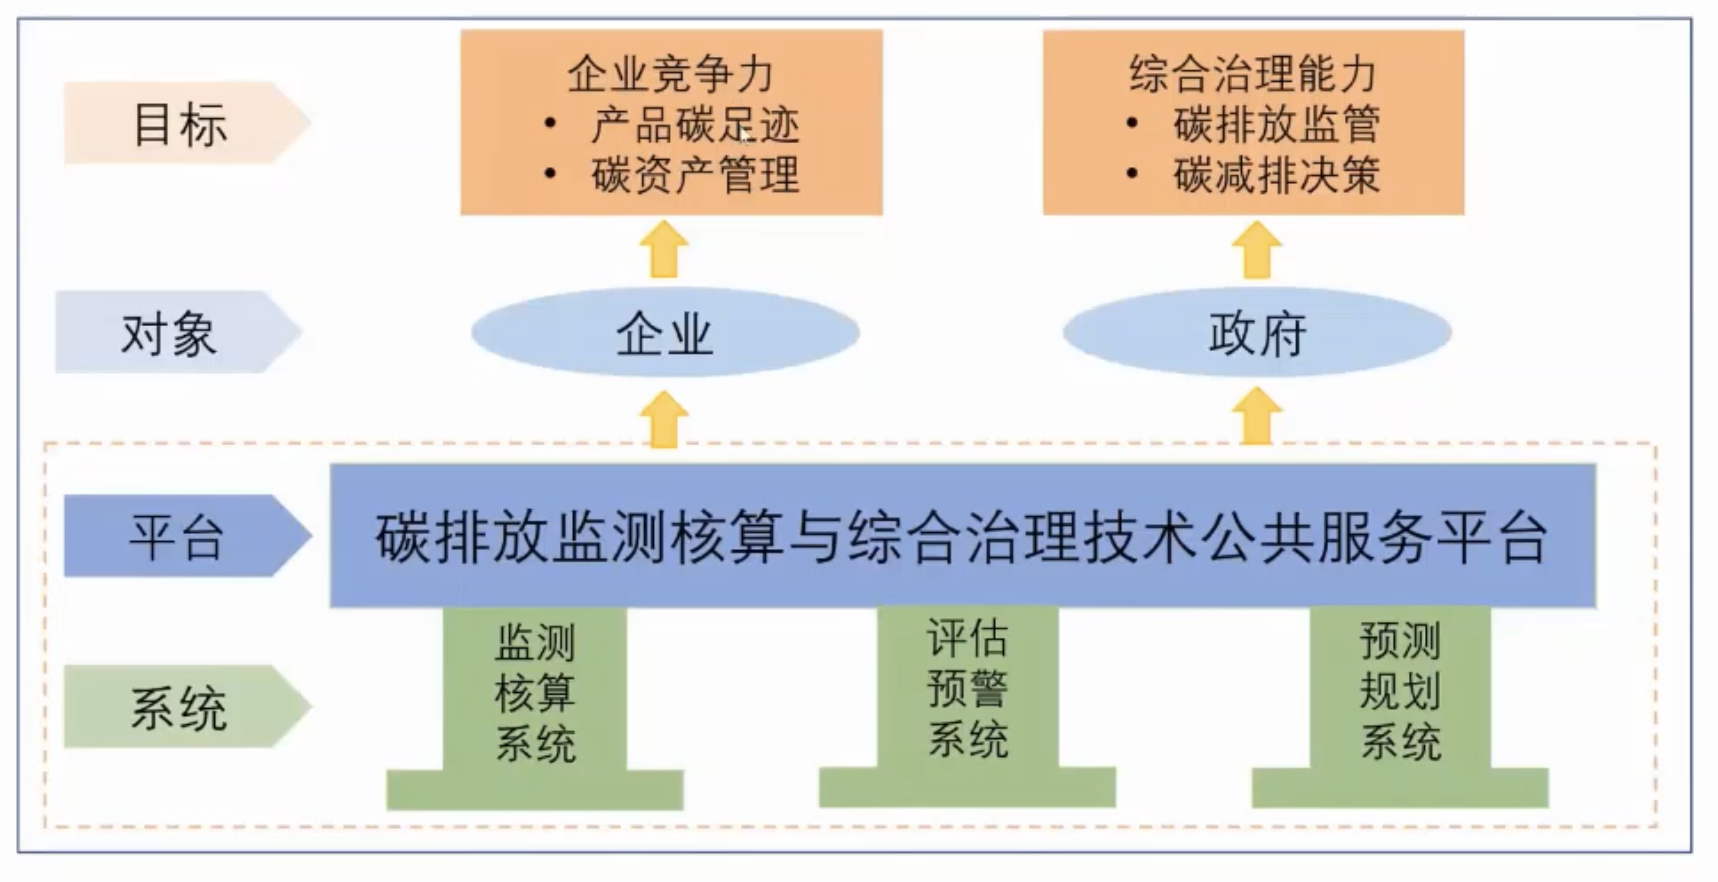 目标
企业竞争力
• 产品碳足迹
• 碳资产管理
综合治理能力
• 碳排放监管
• 碳减排决策
对象
企业
政府
平台
碳排放监测核算与综合治理技术公共服务平台
系统
监测
核算
系统
评估
预警
系统
预测
规划
系统